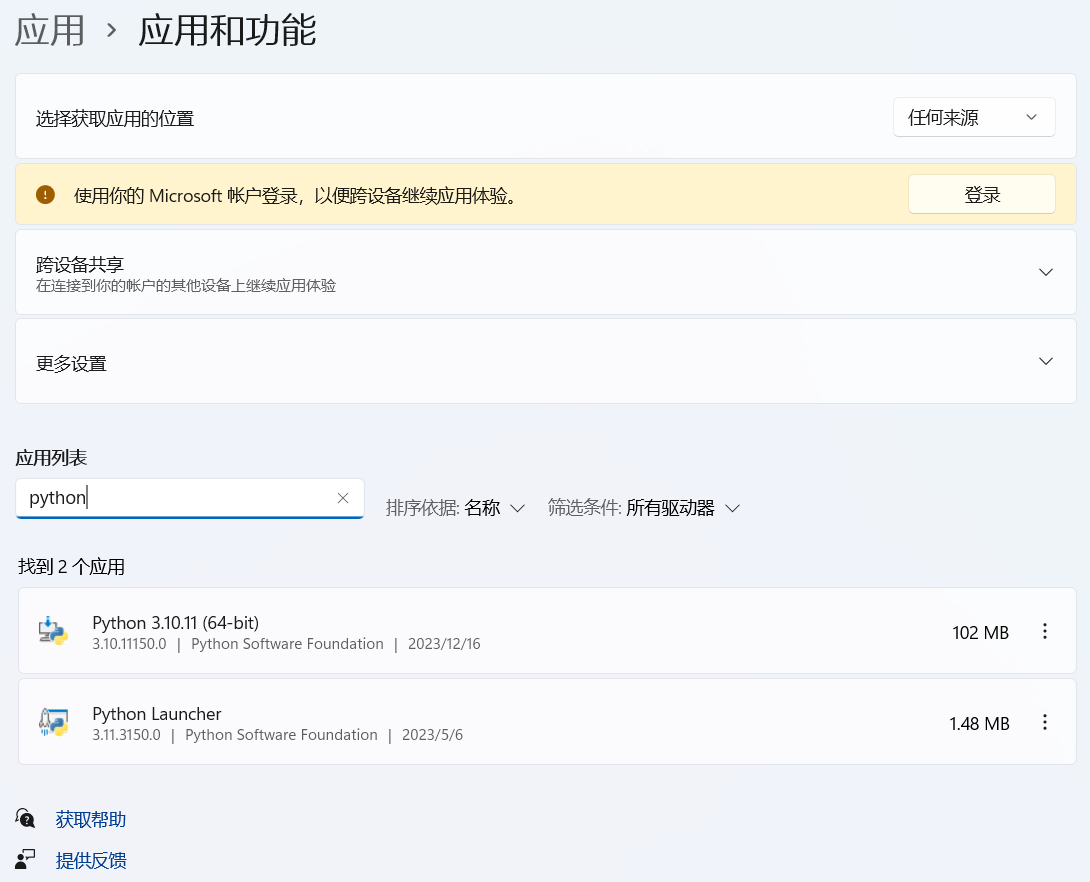 应用 > 应用和功能
选择获取应用的位置
任何来源
使用你的 Microsoft 帐户登录，以便跨设备继续应用体验。
登录
跨设备共享
在连接到你的帐户的其他设备上继续应用体验
更多设置
应用列表
python
排序依据: 名称
筛选条件: 所有驱动器
找到 2 个应用
Python 3.10.11 (64-bit)
3.10.11150.0 | Python Software Foundation | 2023/12/16
102 MB
Python Launcher
3.11.3150.0 | Python Software Foundation | 2023/5/6
1.48 MB
获取帮助
提供反馈